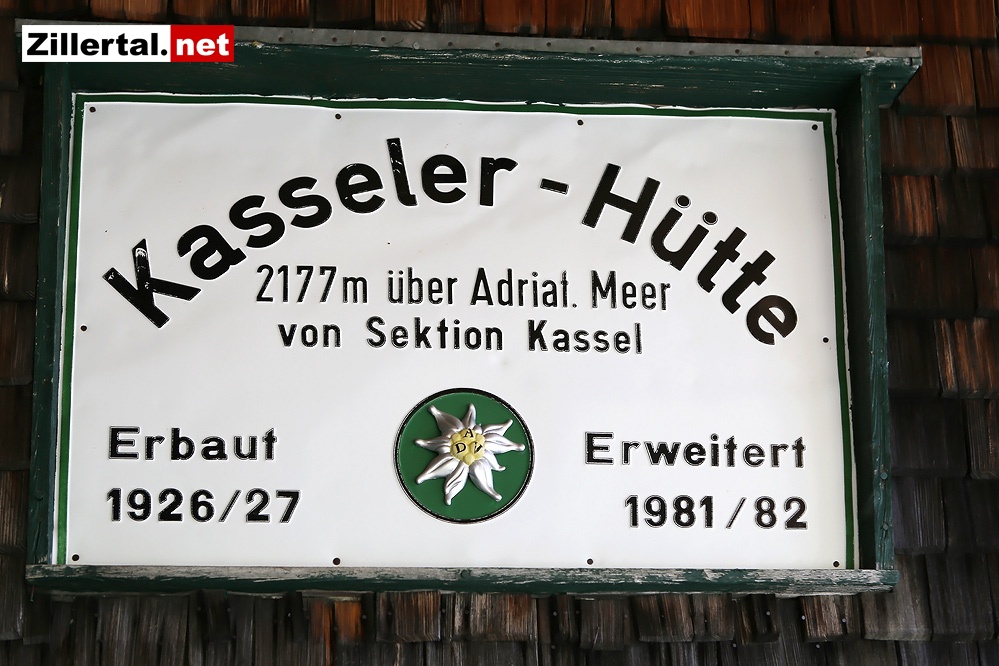 Zillertal.net
Kasseler-Hütte
2177m über Adriat. Meer
von Sektion Kassel
Erbaut
1926/27
A
D V
Erweitert
1981/82